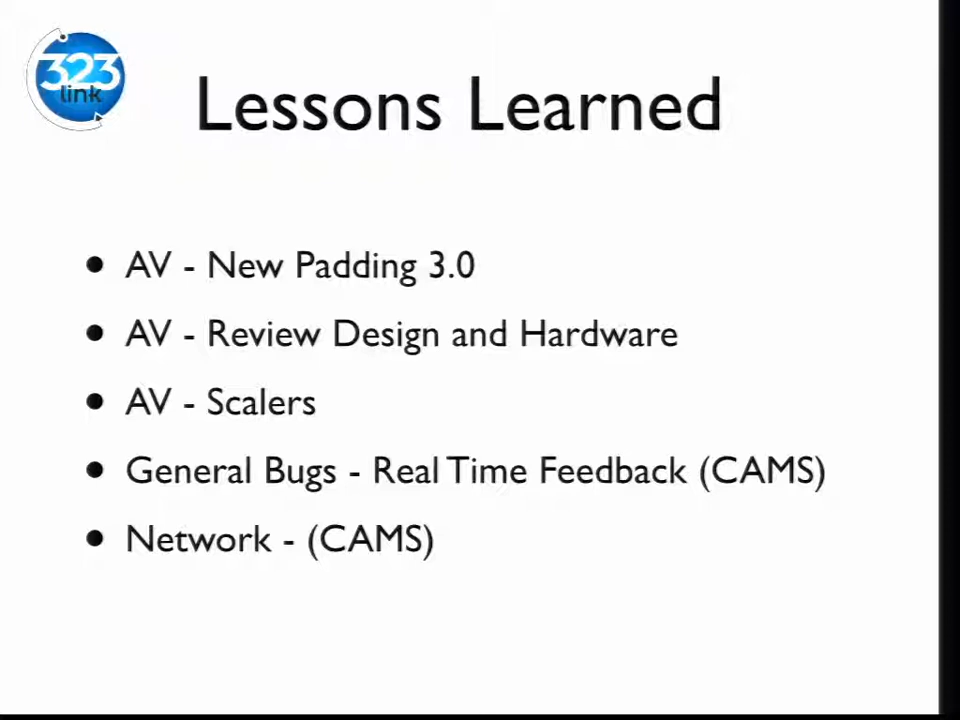 323
link
Lessons Learned
• AV - New Padding 3.0
• AV - Review Design and Hardware
• AV - Scalers
• General Bugs - Real Time Feedback (CAMS)
• Network - (CAMS)